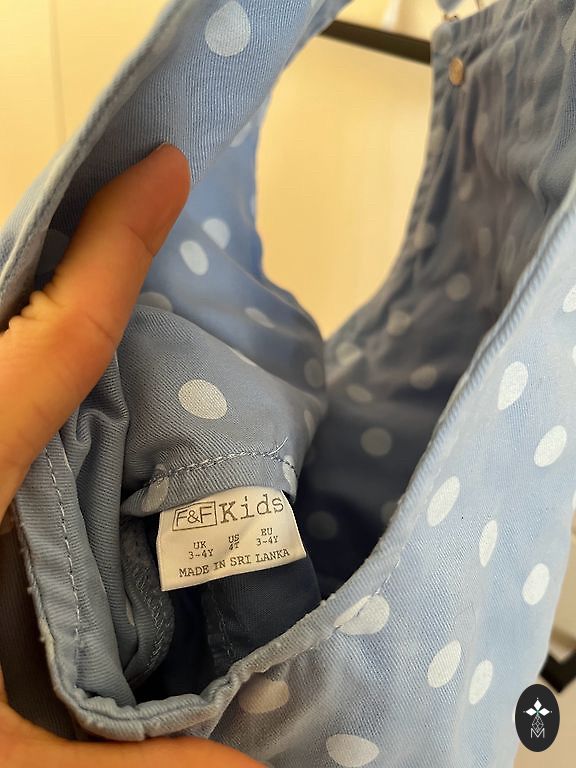 F&F Kids
UK US EU
3-4Y 4T 3-4Y
MADE IN SRI LANKA
M